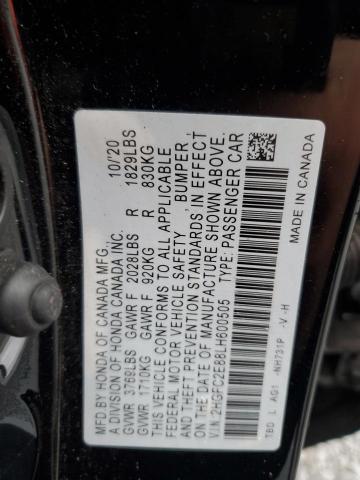 MFD BY HONDA OF CANADA MFG., 10/20
A DIVISION OF HONDA CANADA INC.
GVWR 3769LBS GAWR F 2028LBS R 1829LBS
GVWR 1710KG GAWR F 920KG R 830KG
THIS VEHICLE CONFORMS TO ALL APPLICABLE
FEDERAL MOTOR VEHICLE SAFETY BUMPER,
AND THEFT PREVENTION STANDARDS IN EFFECT
ON THE DATE OF MANUFACTURE SHOWN ABOVE.
VIN: 2HGFC2E88LH600505 TYPE: PASSENGER CAR
TBD L AG1 -NH731P -V -H MADE IN CANADA